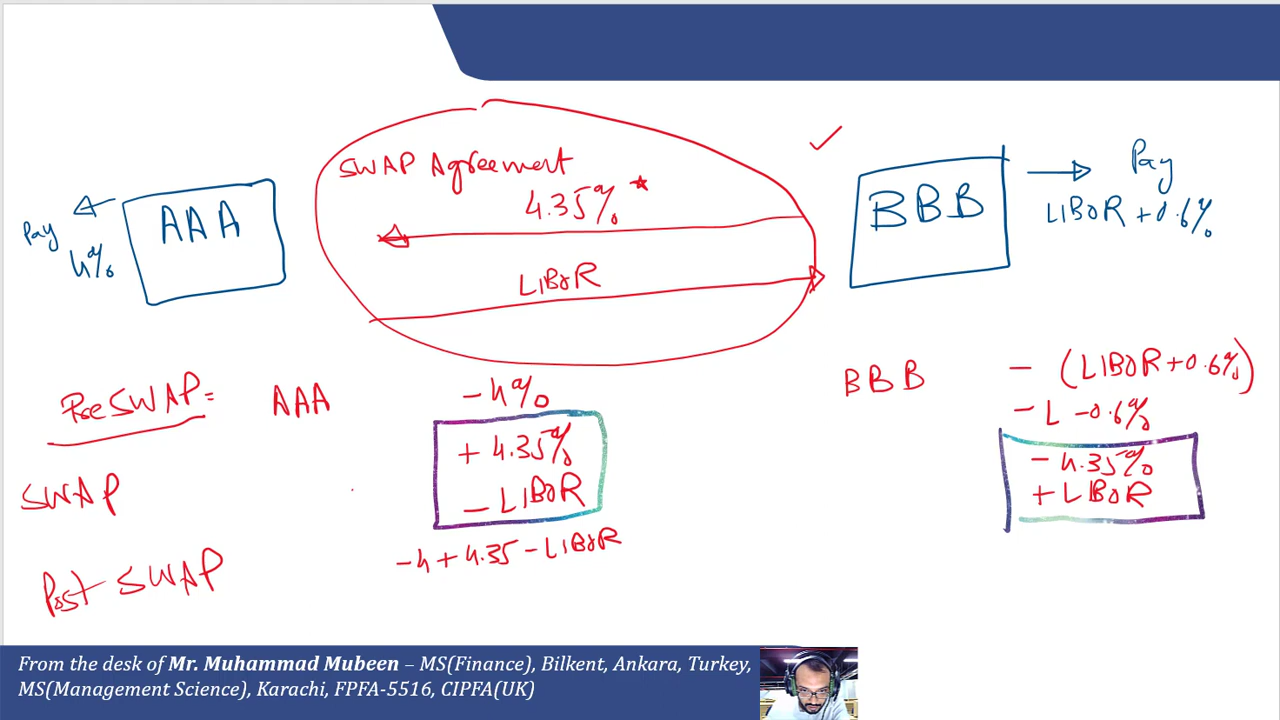 SWAP Agreement
4.35% *
LIBOR
Pay
4%
AAA
BBB
Pay
LIBOR + 0.6%
Pre SWAP =
AAA
- 4%
+ 4.35%
- LIBOR
BBB
- (LIBOR + 0.6%)
- L - 0.6%
- 4.35%
+ LIBOR
SWAP
Post SWAP
- 4 + 4.35 - LIBOR
From the desk of Mr. Muhammad Mubeen – MS(Finance), Bilkent, Ankara, Turkey,
MS(Management Science), Karachi, FPFA-5516, CIPFA(UK)